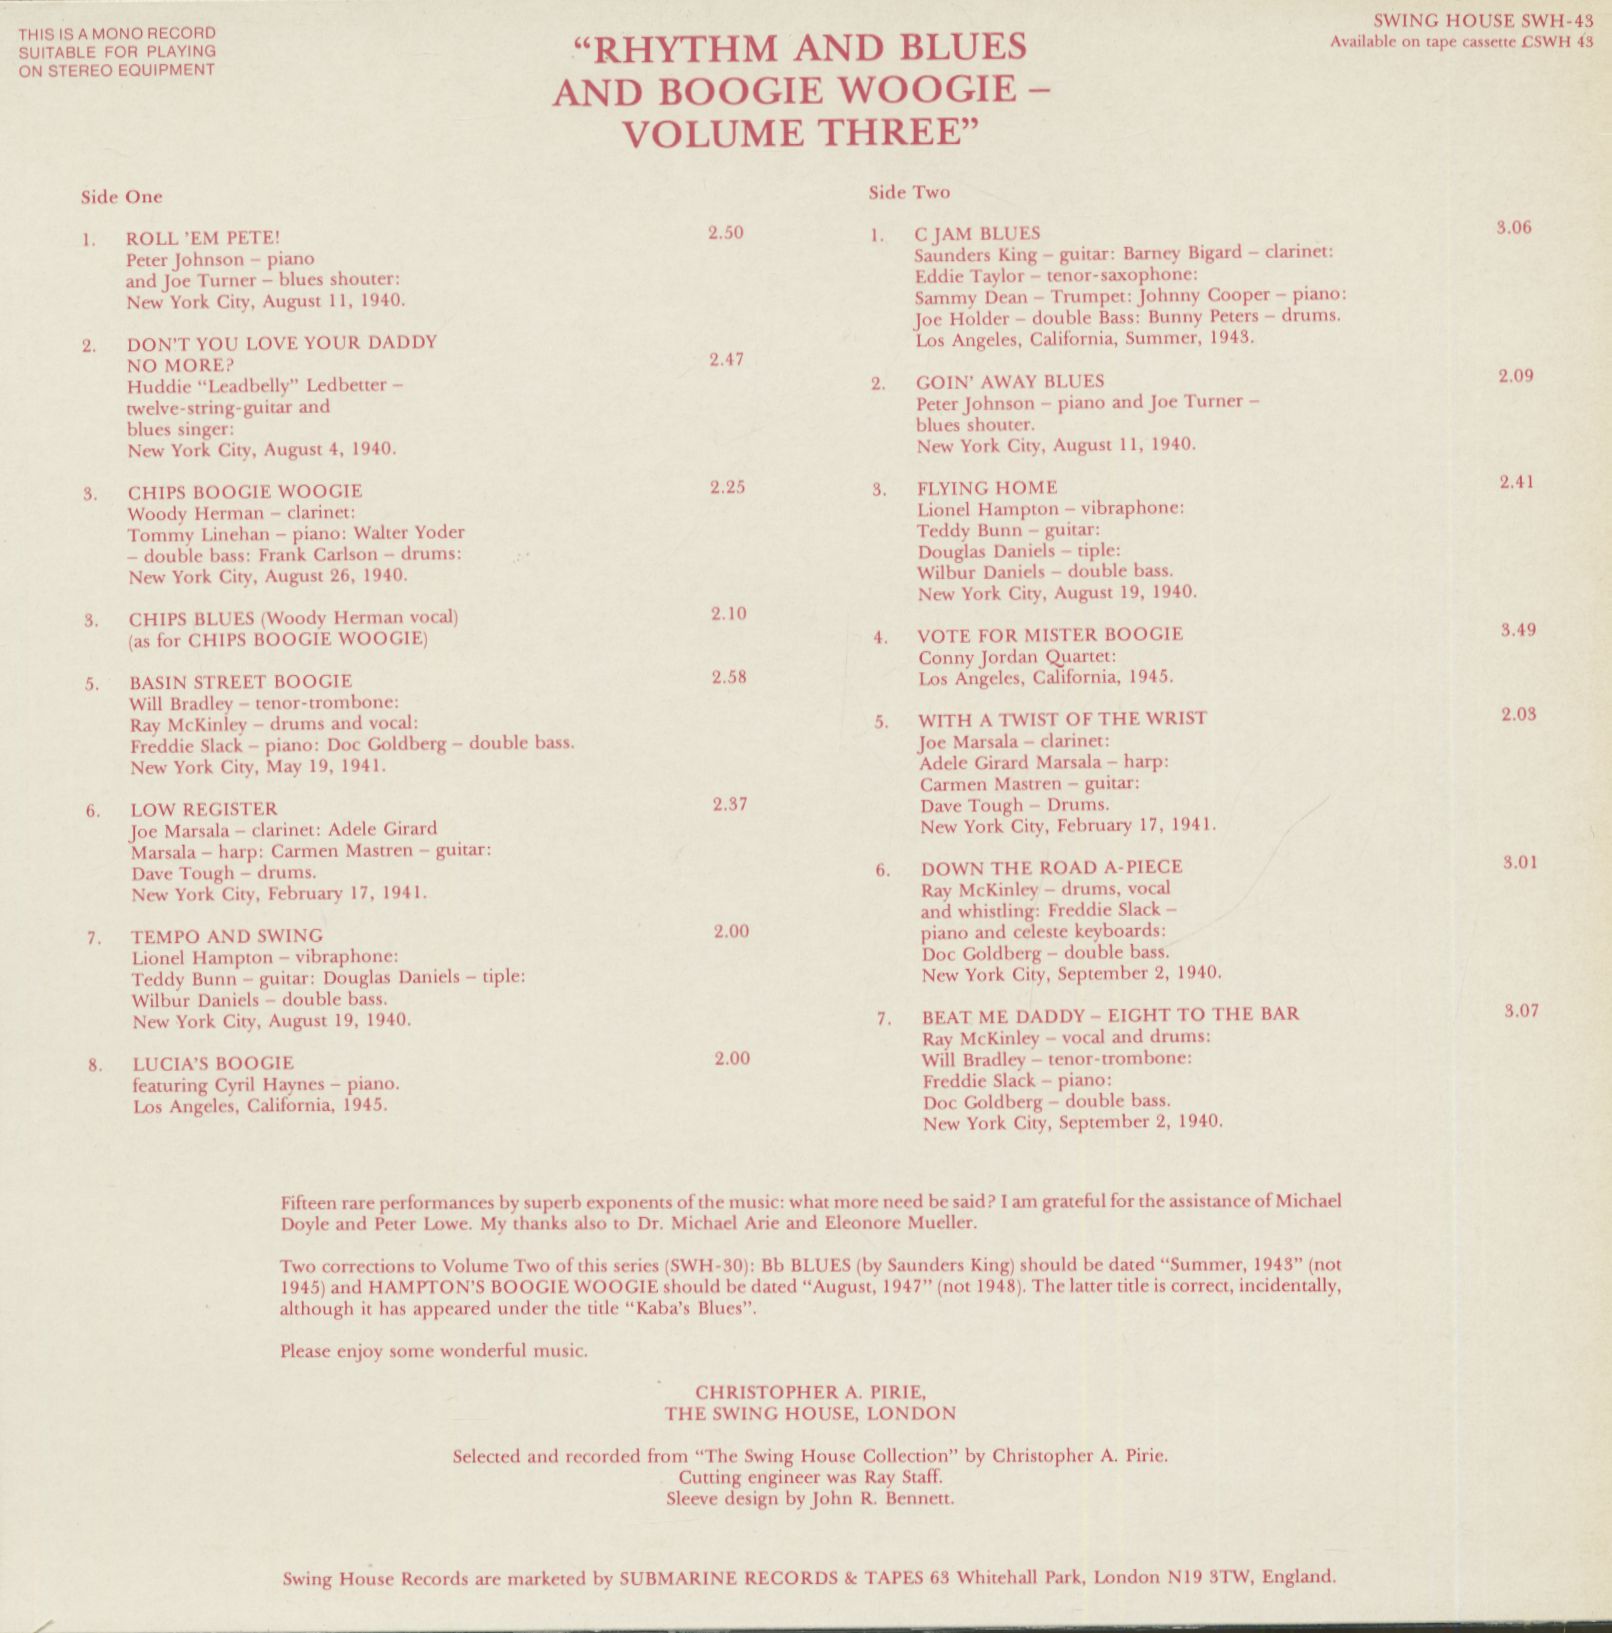 THIS IS A MONO RECORD
SUITABLE FOR PLAYING
ON STEREO EQUIPMENT
SWING HOUSE SWH-43
Available on tape cassette CSWH 43
“RHYTHM AND BLUES
AND BOOGIE WOOGIE –
VOLUME THREE”
Side One
1. ROLL ’EM PETE! 2.50
Peter Johnson – piano
and Joe Turner – blues shouter:
New York City, August 11, 1940.
2. DON’T YOU LOVE YOUR DADDY
NO MORE? 2.47
Huddie “Leadbelly” Ledbetter –
twelve-string-guitar and
blues singer:
New York City, August 4, 1940.
3. CHIPS BOOGIE WOOGIE 2.25
Woody Herman – clarinet:
Tommy Linehan – piano: Walter Yoder
– double bass: Frank Carlson – drums:
New York City, August 26, 1940.
3. CHIPS BLUES (Woody Herman vocal) 2.10
(as for CHIPS BOOGIE WOOGIE)
5. BASIN STREET BOOGIE 2.58
Will Bradley – tenor-trombone:
Ray McKinley – drums and vocal:
Freddie Slack – piano: Doc Goldberg – double bass.
New York City, May 19, 1941.
6. LOW REGISTER 2.37
Joe Marsala – clarinet: Adele Girard
Marsala – harp: Carmen Mastren – guitar:
Dave Tough – drums.
New York City, February 17, 1941.
7. TEMPO AND SWING 2.00
Lionel Hampton – vibraphone:
Teddy Bunn – guitar: Douglas Daniels – tiple:
Wilbur Daniels – double bass.
New York City, August 19, 1940.
8. LUCIA’S BOOGIE 2.00
featuring Cyril Haynes – piano.
Los Angeles, California, 1945.
Side Two
1. C JAM BLUES 3.06
Saunders King – guitar: Barney Bigard – clarinet:
Eddie Taylor – tenor-saxophone:
Sammy Dean – Trumpet: Johnny Cooper – piano:
Joe Holder – double Bass: Bunny Peters – drums.
Los Angeles, California, Summer, 1943.
2. GOIN’ AWAY BLUES 2.09
Peter Johnson – piano and Joe Turner –
blues shouter.
New York City, August 11, 1940.
3. FLYING HOME 2.41
Lionel Hampton – vibraphone:
Teddy Bunn – guitar:
Douglas Daniels – tiple:
Wilbur Daniels – double bass.
New York City, August 19, 1940.
4. VOTE FOR MISTER BOOGIE 3.49
Conny Jordan Quartet:
Los Angeles, California, 1945.
5. WITH A TWIST OF THE WRIST 2.03
Joe Marsala – clarinet:
Adele Girard Marsala – harp:
Carmen Mastren – guitar:
Dave Tough – Drums.
New York City, February 17, 1941.
6. DOWN THE ROAD A-PIECE 3.01
Ray McKinley – drums, vocal
and whistling: Freddie Slack –
piano and celeste keyboards:
Doc Goldberg – double bass.
New York City, September 2, 1940.
7. BEAT ME DADDY – EIGHT TO THE BAR 3.07
Ray McKinley – vocal and drums:
Will Bradley – tenor-trombone:
Freddie Slack – piano:
Doc Goldberg – double bass.
New York City, September 2, 1940.
Fifteen rare performances by superb exponents of the music: what more need be said? I am grateful for the assistance of Michael
Doyle and Peter Lowe. My thanks also to Dr. Michael Arie and Eleonore Mueller.
Two corrections to Volume Two of this series (SWH-30): Bb BLUES (by Saunders King) should be dated “Summer, 1943” (not
1945) and HAMPTON’S BOOGIE WOOGIE should be dated “August, 1947” (not 1948). The latter title is correct, incidentally,
although it has appeared under the title “Kaba’s Blues”.
Please enjoy some wonderful music.
CHRISTOPHER A. PIRIE,
THE SWING HOUSE, LONDON
Selected and recorded from “The Swing House Collection” by Christopher A. Pirie.
Cutting engineer was Ray Staff.
Sleeve design by John R. Bennett.
Swing House Records are marketed by SUBMARINE RECORDS & TAPES 63 Whitehall Park, London N19 3TW, England.